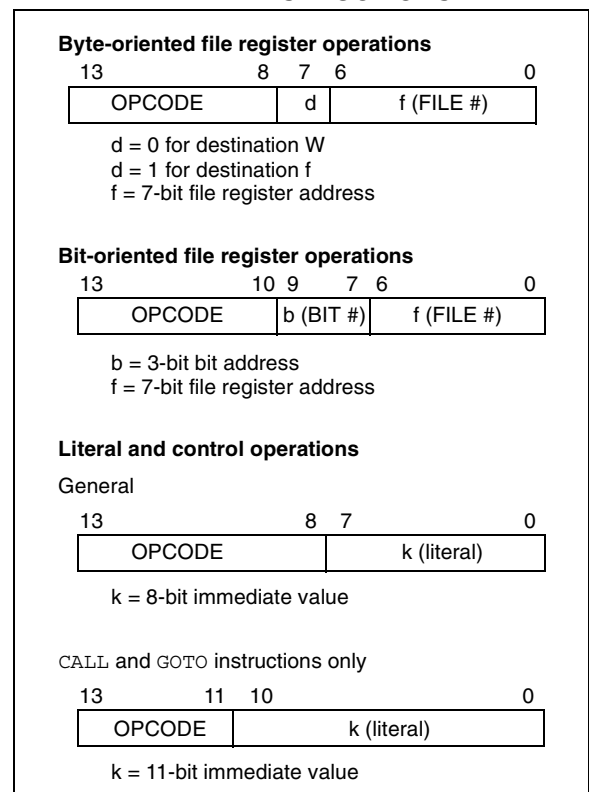 Byte-oriented file register operations
13 8 7 6 0
OPCODE d f (FILE #)
d = 0 for destination W
d = 1 for destination f
f = 7-bit file register address
Bit-oriented file register operations
13 10 9 7 6 0
OPCODE b (BIT #) f (FILE #)
b = 3-bit bit address
f = 7-bit file register address
Literal and control operations
General
13 8 7 0
OPCODE k (literal)
k = 8-bit immediate value
CALL and GOTO instructions only
13 11 10 0
OPCODE k (literal)
k = 11-bit immediate value